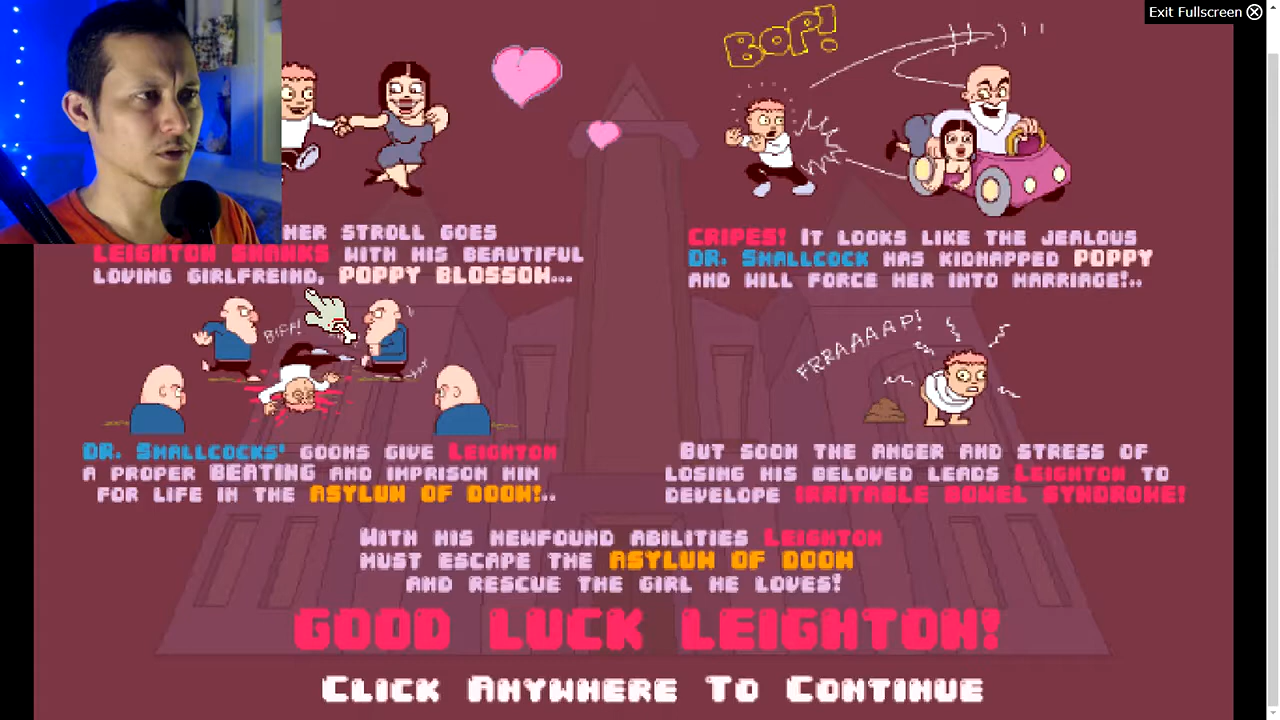 Exit Fullscreen
BOP!
HER STROLL GOES
LEIGHTON SHANKS WITH HIS BEAUTIFUL
LOVING GIRLFREIND, POPPY BLOSSOM...
CRIPES! IT LOOKS LIKE THE JEALOUS
DR. SMALLCOCK HAS KIDNAPPED POPPY
AND WILL FORCE HER INTO MARRIAGE!..
BIFF!
FRRAAAAAP!
DR. SMALLCOCKS' GOONS GIVE LEIGHTON
A PROPER BEATING AND IMPRISON HIM
FOR LIFE IN THE ASYLUM OF DOOM!..
BUT SOON THE ANGER AND STRESS OF
LOSING HIS BELOVED LEADS LEIGHTON TO
DEVELOPE IRRITABLE BOWEL SYNDROME!
WITH HIS NEWFOUND ABILITIES LEIGHTON
MUST ESCAPE THE ASYLUM OF DOOM
AND RESCUE THE GIRL HE LOVES!
GOOD LUCK LEIGHTON!
CLICK ANYWHERE TO CONTINUE